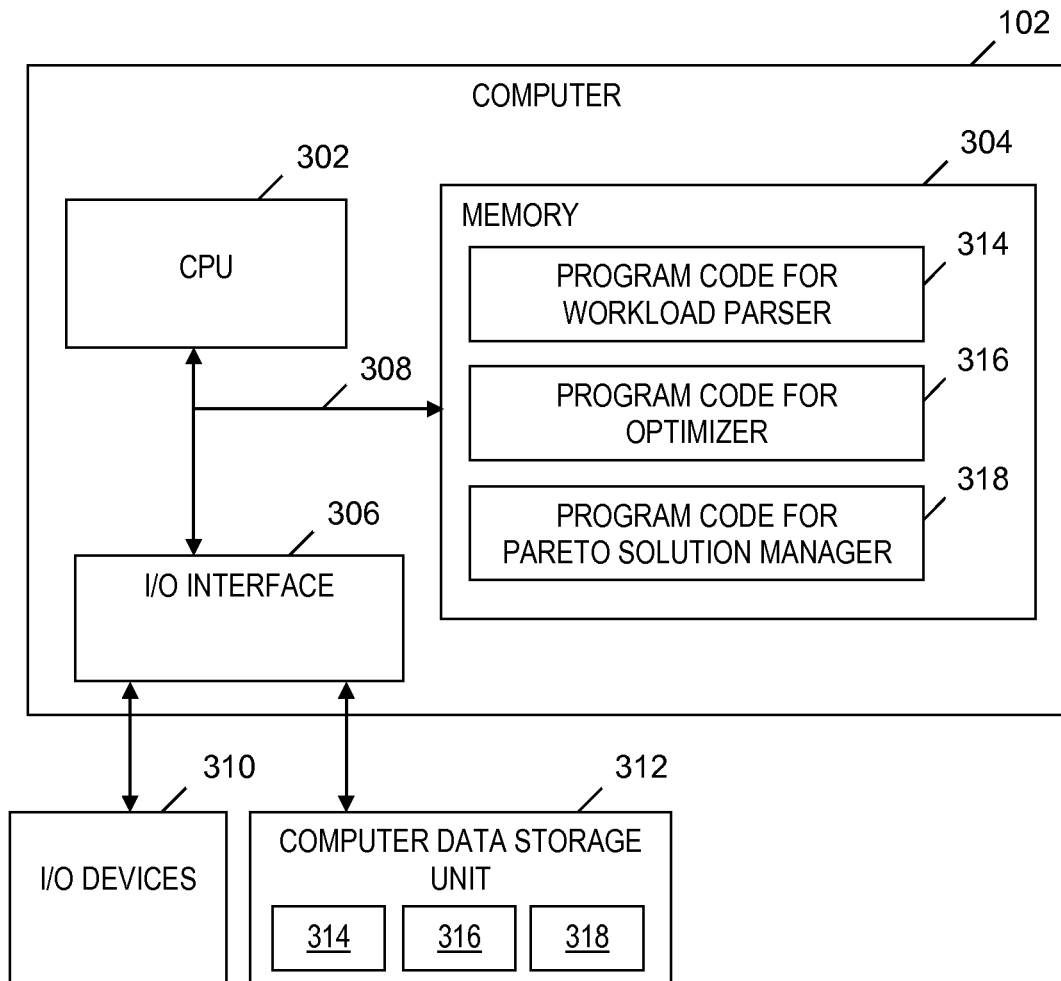 102
COMPUTER
302
304
CPU
MEMORY
314
PROGRAM CODE FOR
WORKLOAD PARSER
308
316
PROGRAM CODE FOR
OPTIMIZER
306
318
I/O INTERFACE
PROGRAM CODE FOR
PARETO SOLUTION MANAGER
310
312
I/O DEVICES
COMPUTER DATA STORAGE
UNIT
314
316
318